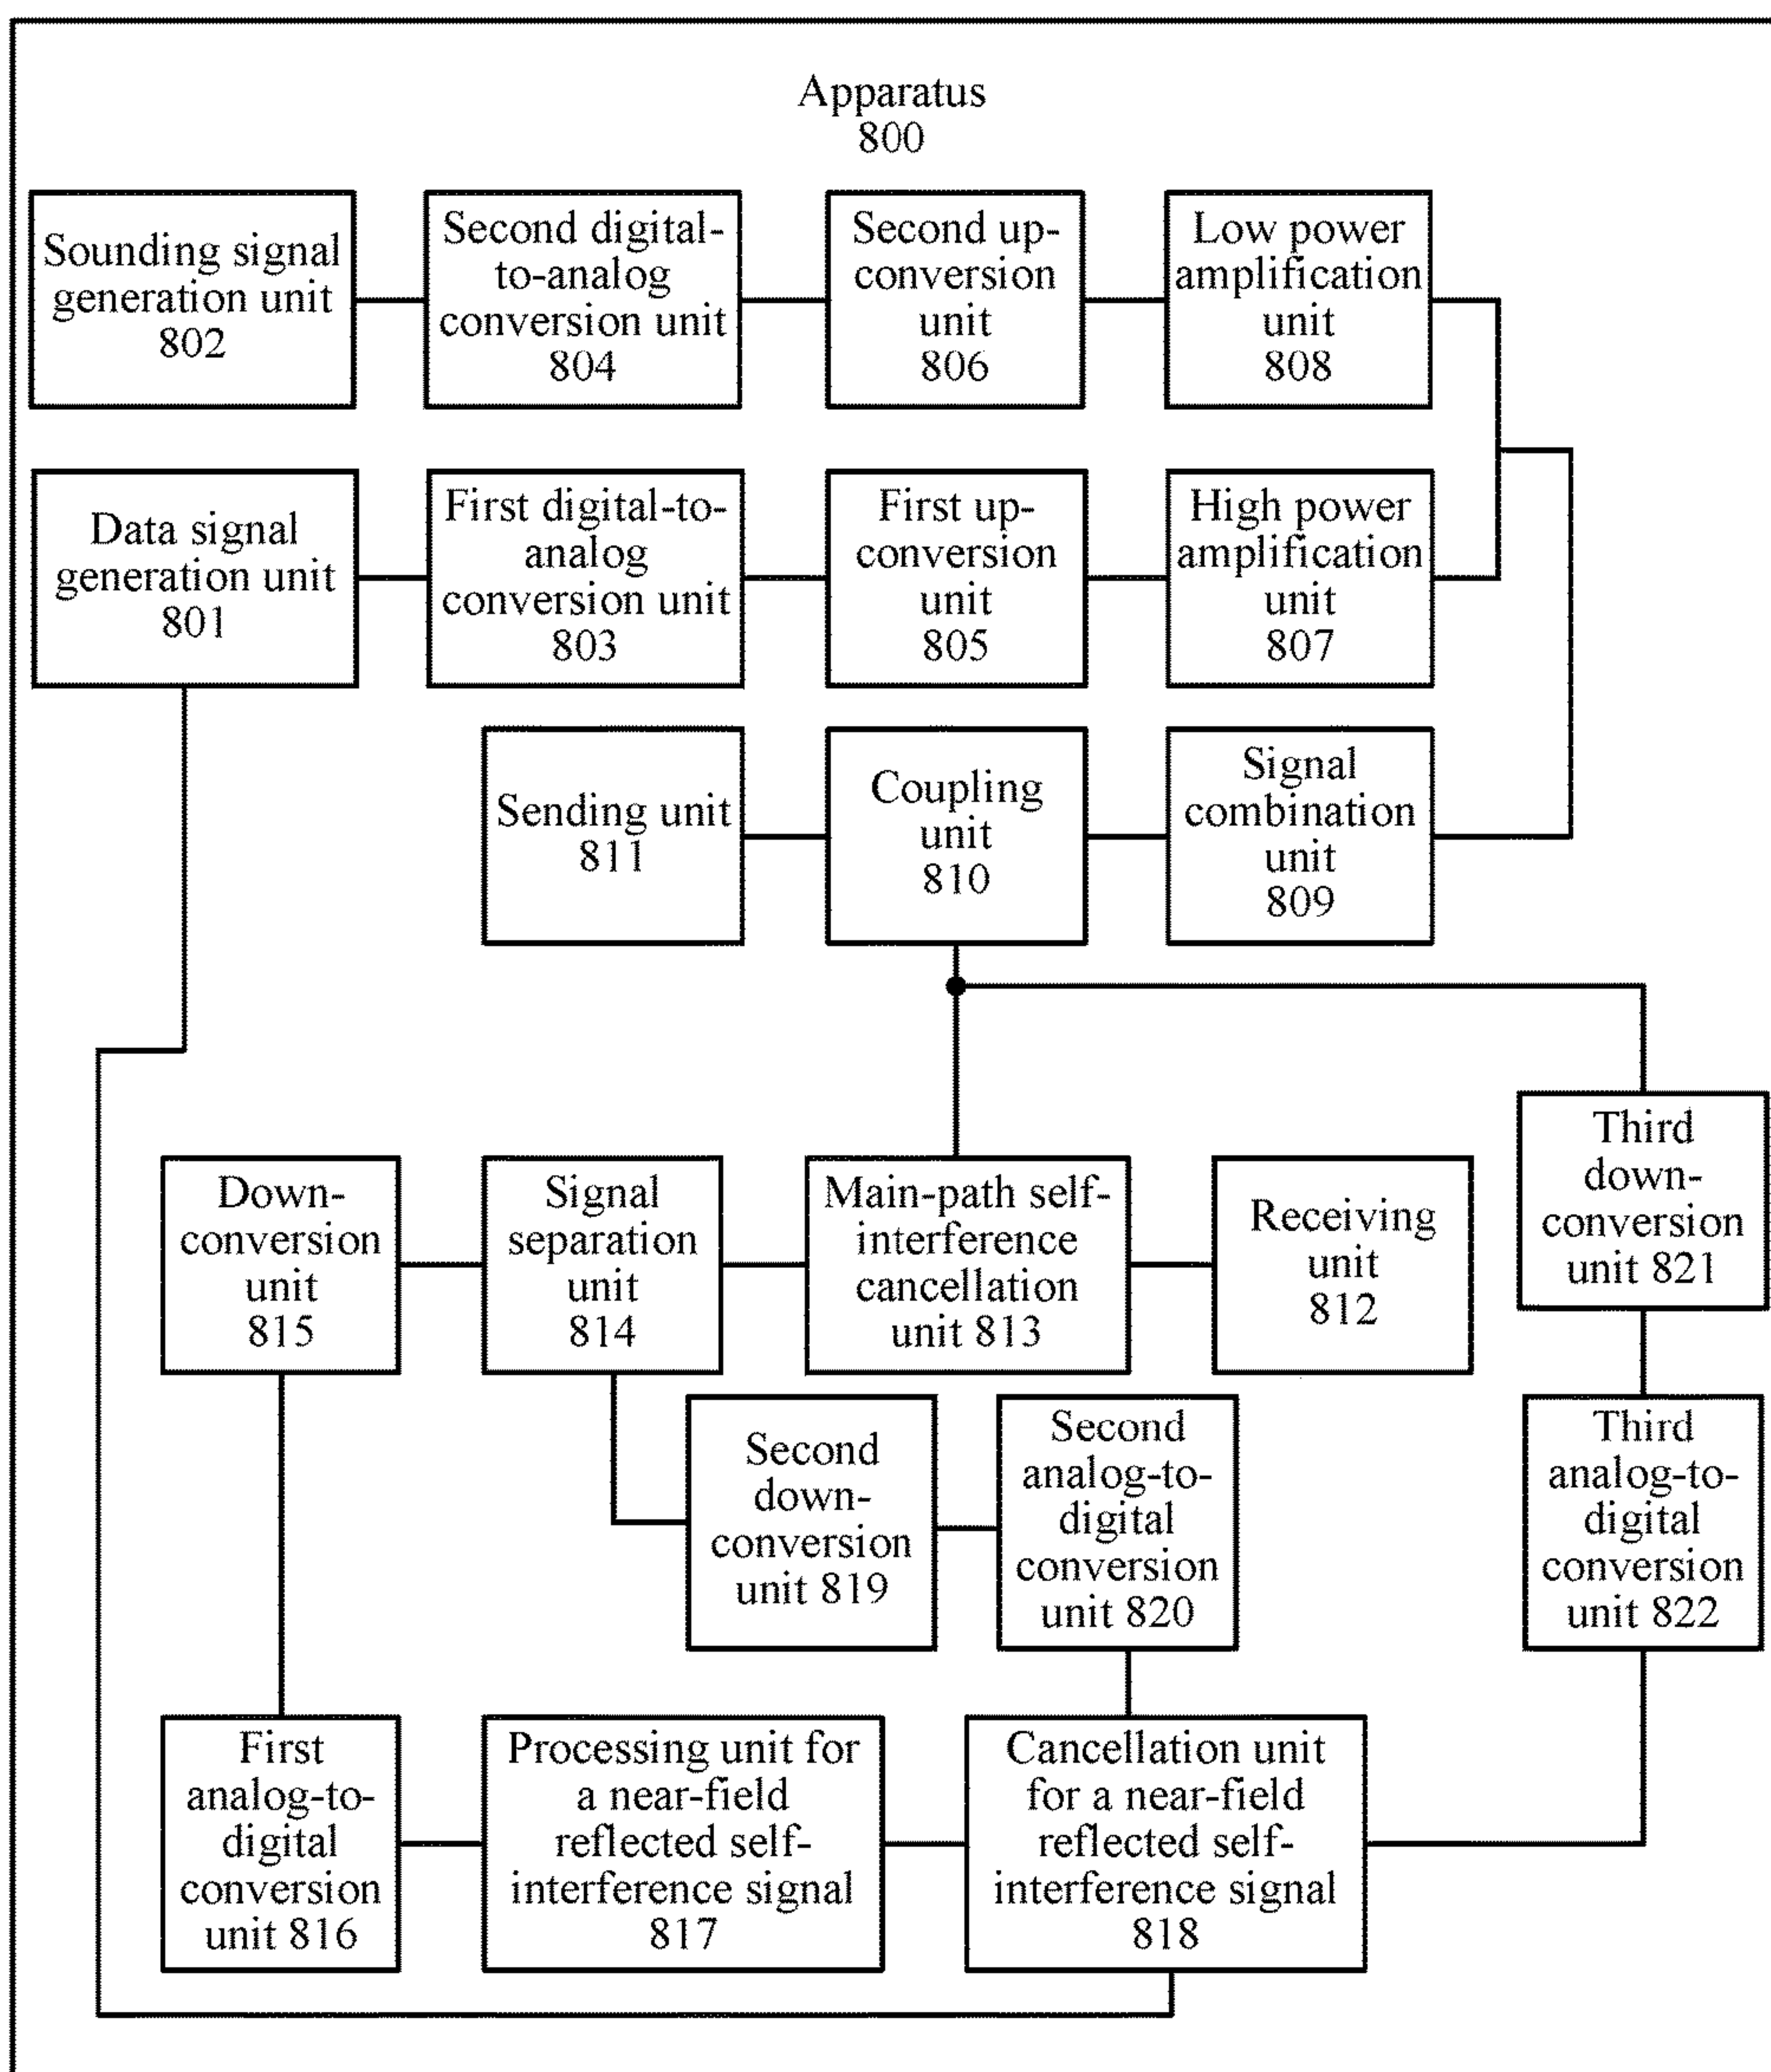 Apparatus
800
Sounding signal
generation unit
802
Second digital-
to-analog
conversion unit
804
Second up-
conversion
unit
806
Low power
amplification
unit
808
Data signal
generation unit
801
First digital-to-
analog
conversion unit
803
First up-
conversion
unit
805
High power
amplification
unit
807
Sending unit
811
Coupling
unit
810
Signal
combination
unit
809
Down-
conversion
unit
815
Signal
separation
unit
814
Main-path self-
interference
cancellation
unit 813
Receiving
unit
812
Third
down-
conversion
unit 821
Second
down-
conversion
unit 819
Second
analog-to-
digital
conversion
unit 820
Third
analog-to-
digital
conversion
unit 822
First
analog-to-
digital
conversion
unit 816
Processing unit for
a near-field
reflected self-
interference signal
817
Cancellation unit
for a near-field
reflected self-
interference signal
818